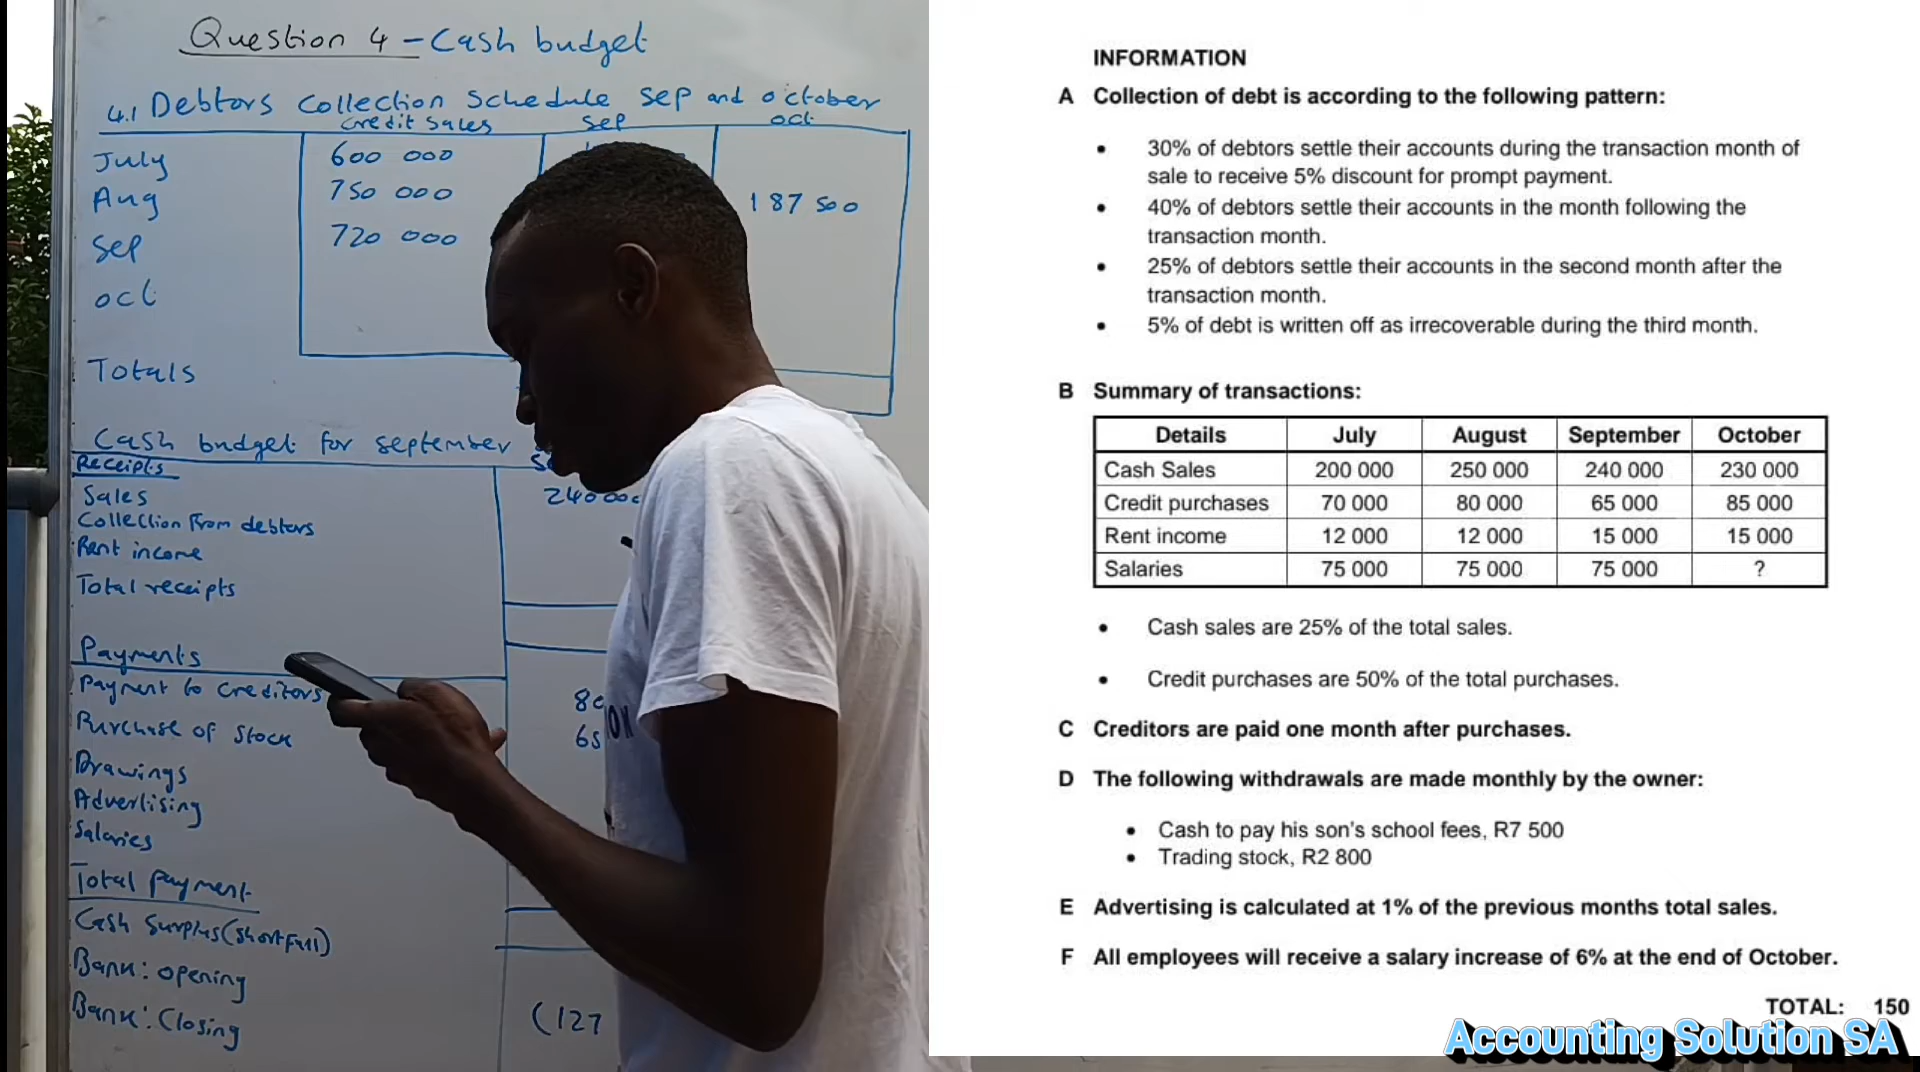 Question 4 - Cash budget
4.1 Debtors Collection Schedule Sep and October
Credit Sales Sep Oct
July 600 000
Aug 750 000 187 500
Sep 720 000
Oct
Totals
Cash budget for september
Receipts
Sales 240 000
Collection from debtors
Rent income
Total receipts
Payments
Payment to creditors 80
Purchase of stock 65
Drawings
Advertising
Salaries
Total payment
Cash Surplus (Shortfall)
Bank: opening
Bank: Closing (127
INFORMATION
A Collection of debt is according to the following pattern:
• 30% of debtors settle their accounts during the transaction month of
sale to receive 5% discount for prompt payment.
• 40% of debtors settle their accounts in the month following the
transaction month.
• 25% of debtors settle their accounts in the second month after the
transaction month.
• 5% of debt is written off as irrecoverable during the third month.
B Summary of transactions:
Details July August September October
Cash Sales 200 000 250 000 240 000 230 000
Credit purchases 70 000 80 000 65 000 85 000
Rent income 12 000 12 000 15 000 15 000
Salaries 75 000 75 000 75 000 ?
• Cash sales are 25% of the total sales.
• Credit purchases are 50% of the total purchases.
C Creditors are paid one month after purchases.
D The following withdrawals are made monthly by the owner:
• Cash to pay his son's school fees, R7 500
• Trading stock, R2 800
E Advertising is calculated at 1% of the previous months total sales.
F All employees will receive a salary increase of 6% at the end of October.
TOTAL: 150
Accounting Solution SA